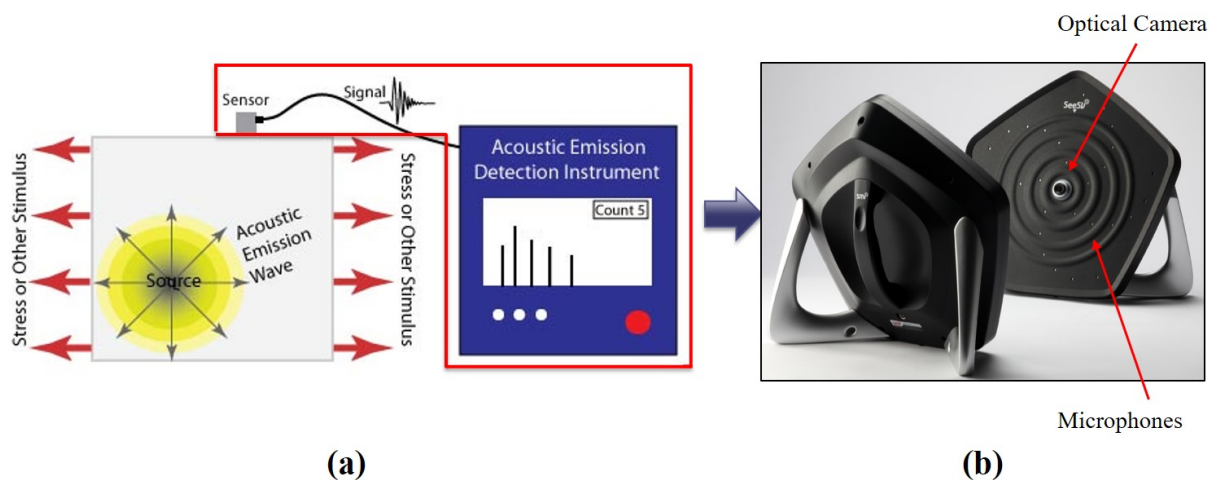 Optical Camera
Sensor
Signal
Acoustic Emission
Detection Instrument
Count 5
Stress or Other Stimulus
Source
Acoustic
Emission
Wave
Stress or Other Stimulus
SeeSV
Microphones
(a)
(b)